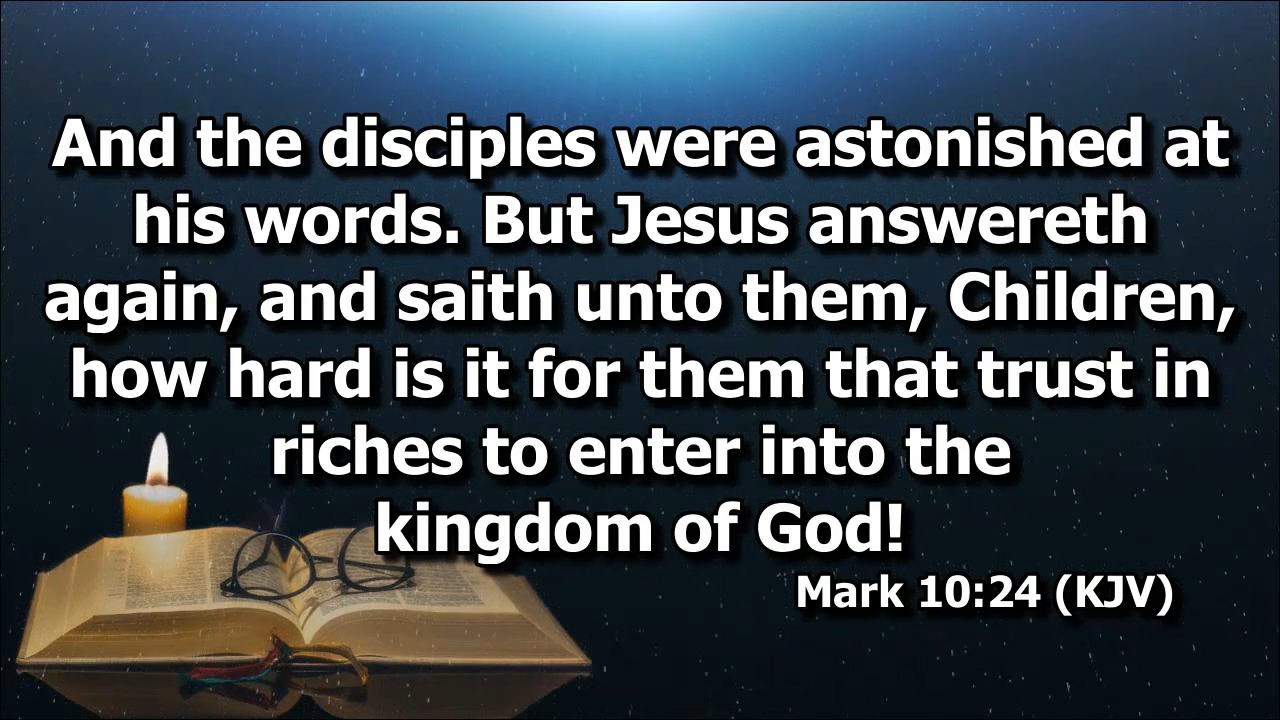 And the disciples were astonished at
his words. But Jesus answereth
again, and saith unto them, Children,
how hard is it for them that trust in
riches to enter into the
kingdom of God!
Mark 10:24 (KJV)